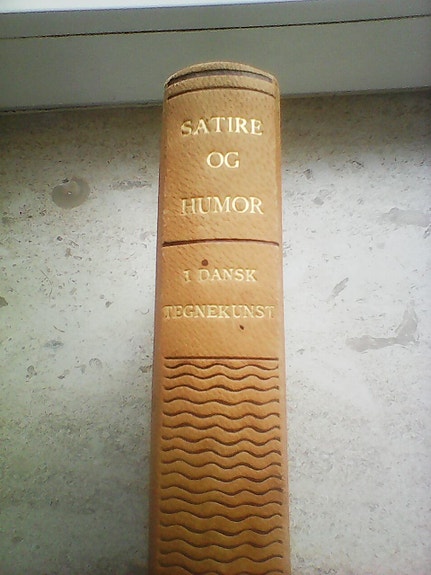 SATIRE
OG
HUMOR
I DANSK
TEGNEKUNST